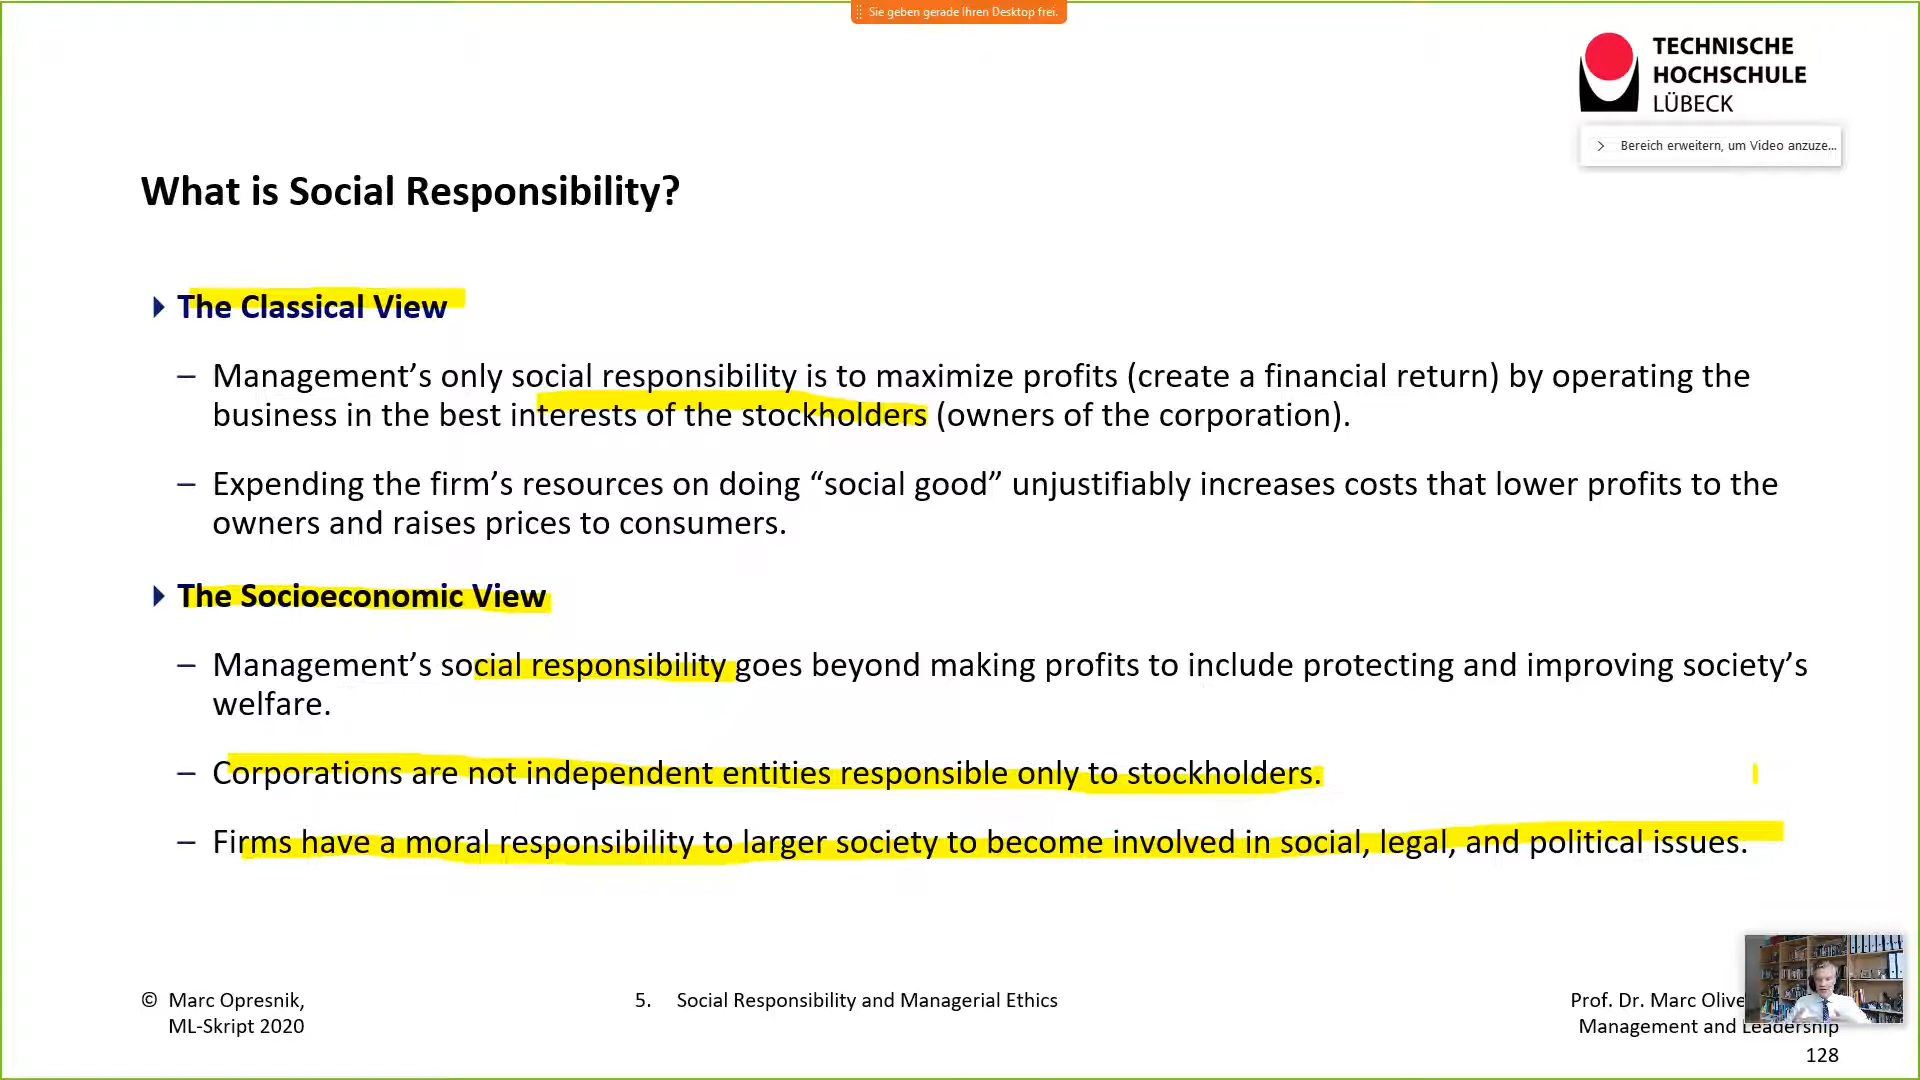 Sie geben gerade Ihren Desktop frei.
TECHNISCHE
HOCHSCHULE
LÜBECK
Bereich erweitern, um Video anzuze...
What is Social Responsibility?
The Classical View
– Management’s only social responsibility is to maximize profits (create a financial return) by operating the
business in the best interests of the stockholders (owners of the corporation).
– Expending the firm’s resources on doing “social good” unjustifiably increases costs that lower profits to the
owners and raises prices to consumers.
The Socioeconomic View
– Management’s social responsibility goes beyond making profits to include protecting and improving society’s
welfare.
– Corporations are not independent entities responsible only to stockholders.
– Firms have a moral responsibility to larger society to become involved in social, legal, and political issues.
© Marc Opresnik,
ML-Skript 2020
5. Social Responsibility and Managerial Ethics
Prof. Dr. Marc Olive
Management and Leadership
128